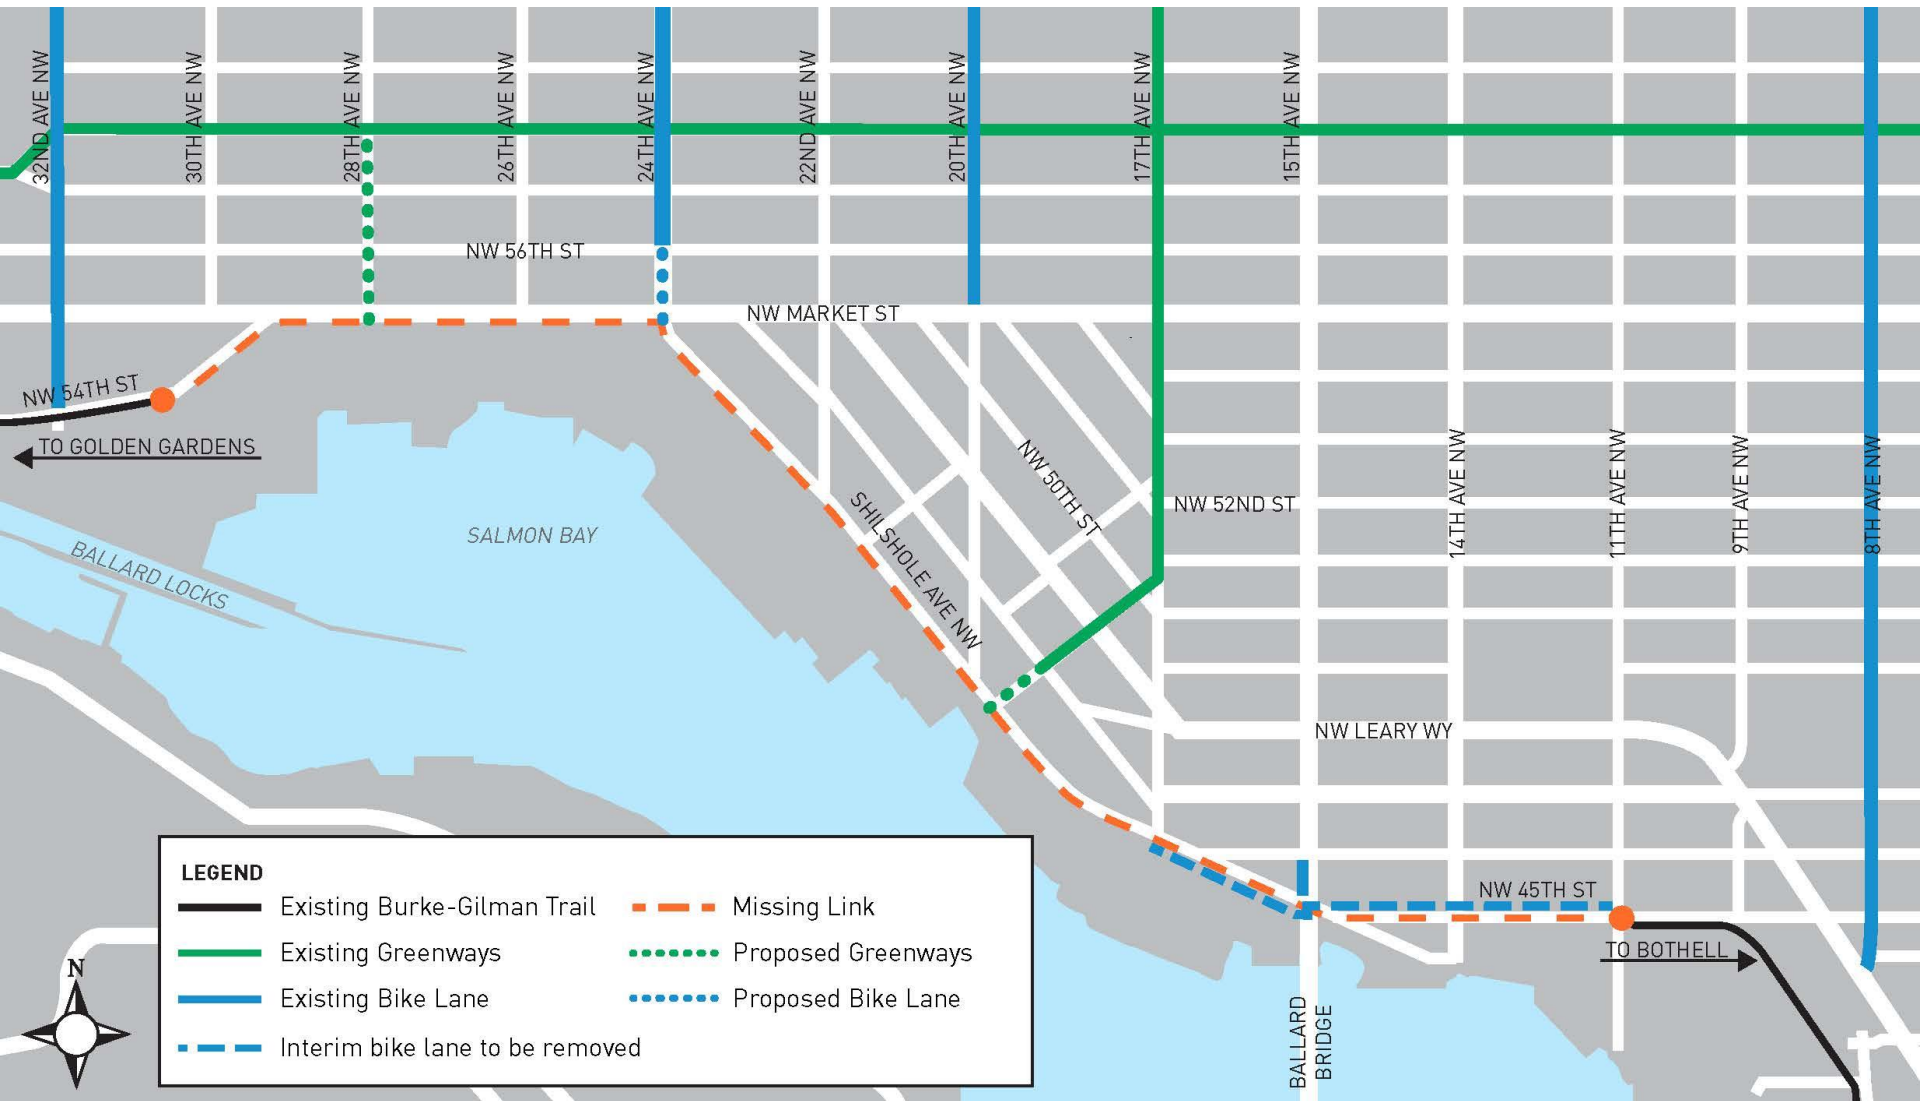 32ND AVE NW
30TH AVE NW
28TH AVE NW
26TH AVE NW
24TH AVE NW
22ND AVE NW
20TH AVE NW
17TH AVE NW
15TH AVE NW
NW 56TH ST
NW MARKET ST
NW 54TH ST
TO GOLDEN GARDENS
SALMON BAY
BALLARD LOCKS
SHILSHOLE AVE NW
NW 50TH ST
NW 52ND ST
14TH AVE NW
11TH AVE NW
9TH AVE NW
8TH AVE NW
NW LEARY WY
NW 45TH ST
TO BOTHELL
BALLARD
BRIDGE
N
LEGEND
Existing Burke-Gilman Trail
Existing Greenways
Existing Bike Lane
Interim bike lane to be removed
Missing Link
Proposed Greenways
Proposed Bike Lane